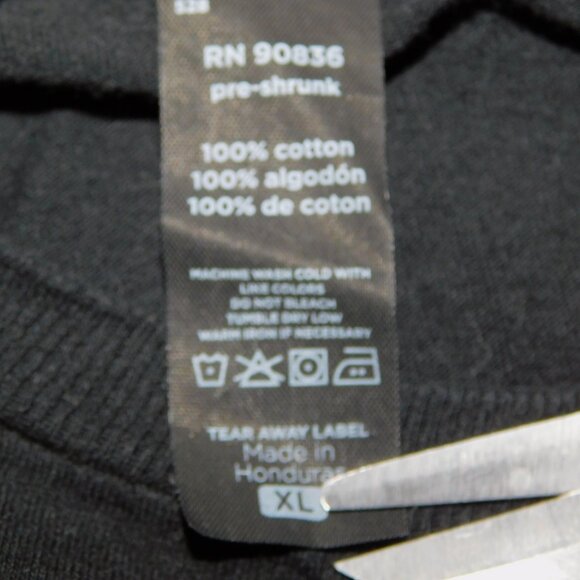 528
RN 90836
pre-shrunk
100% cotton
100% algodón
100% de coton
MACHINE WASH COLD WITH
LIKE COLORS
DO NOT BLEACH
TUMBLE DRY LOW
WARM IRON IF NECESSARY
TEAR AWAY LABEL
Made in
Honduras
XL